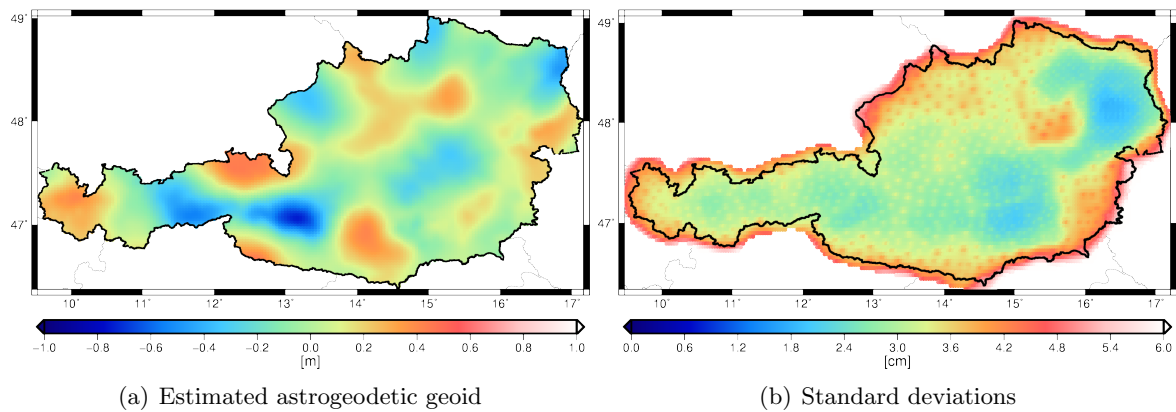 49°
48°
47°
10° 11° 12° 13° 14° 15° 16° 17°
−1.0 −0.8 −0.6 −0.4 −0.2 0.0 0.2 0.4 0.6 0.8 1.0
[m]
(a) Estimated astrogeodetic geoid
49°
48°
47°
10° 11° 12° 13° 14° 15° 16° 17°
0.0 0.6 1.2 1.8 2.4 3.0 3.6 4.2 4.8 5.4 6.0
[cm]
(b) Standard deviations